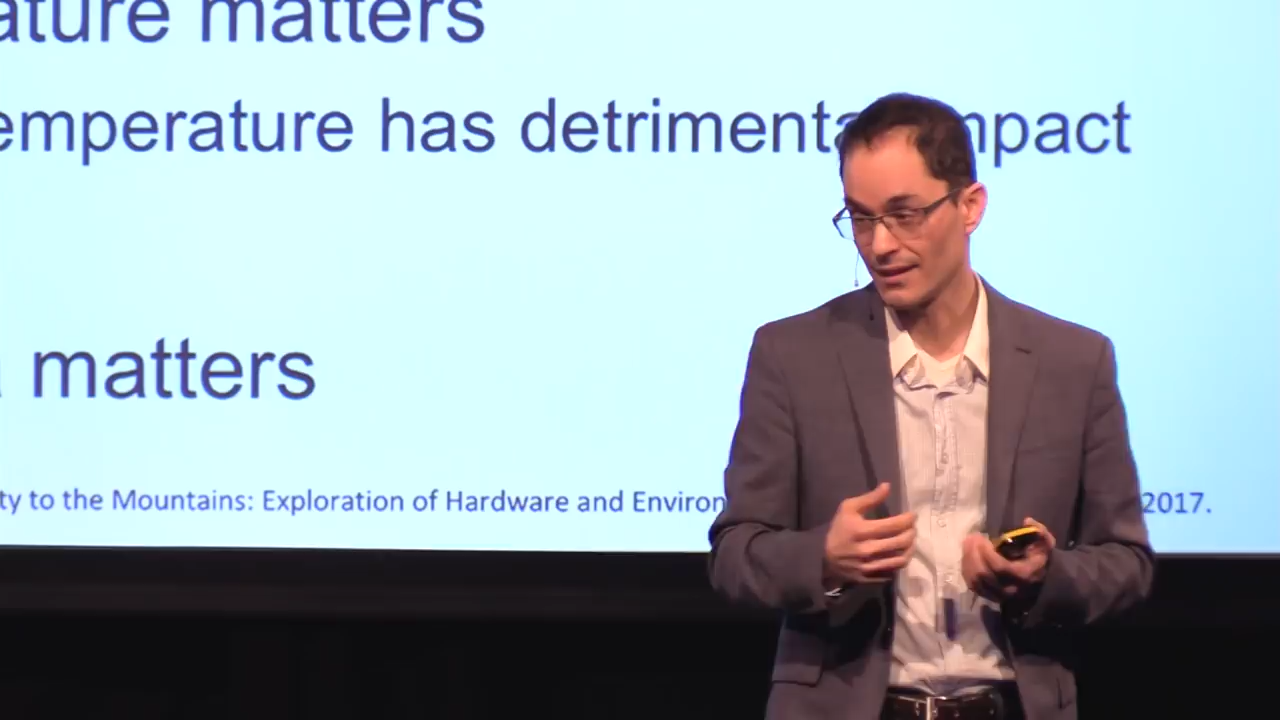 ature matters
emperature has detrimenta mpact
matters
ty to the Mountains: Exploration of Hardware and Environ 2017.